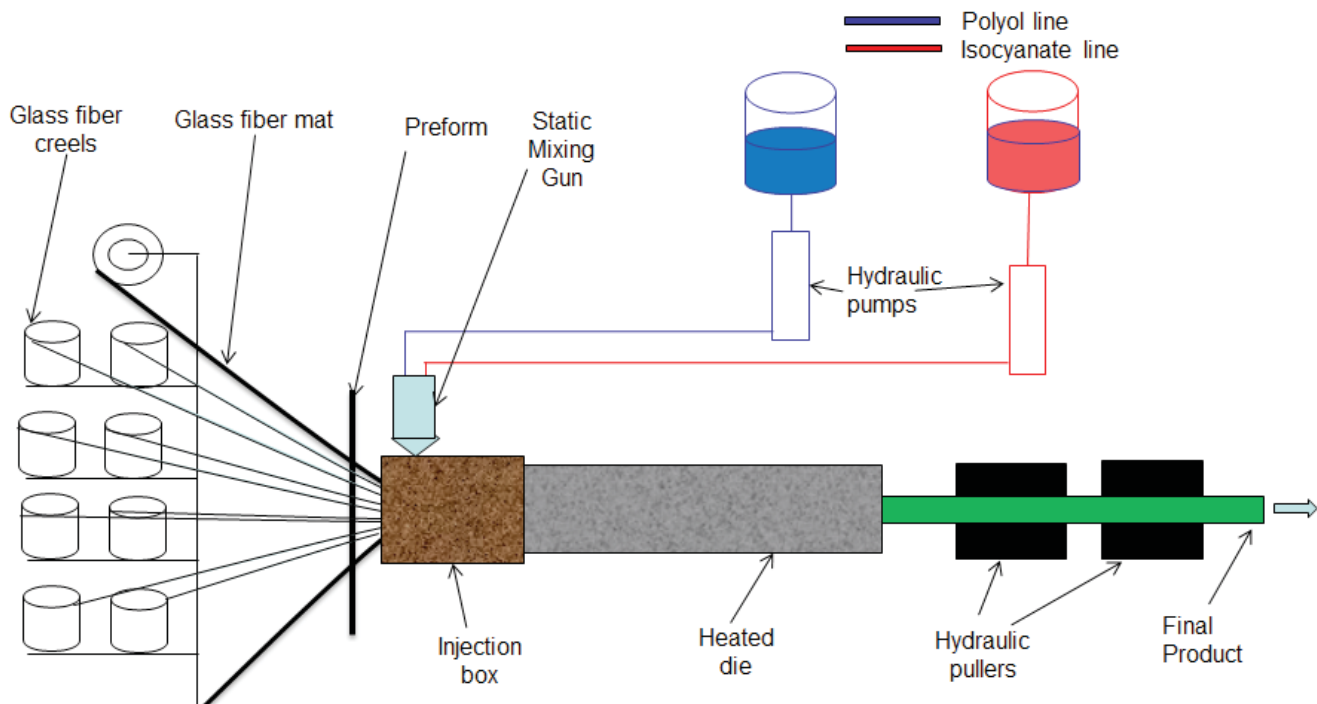 Polyol line
Isocyanate line
Glass fiber
creels
Glass fiber mat
Preform
Static
Mixing
Gun
Hydraulic
pumps
Injection
box
Heated
die
Hydraulic
pullers
Final
Product